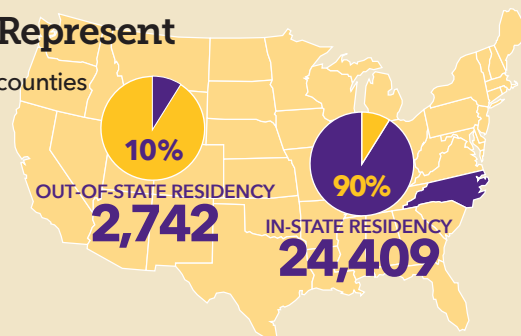 Represent
counties
10%
OUT-OF-STATE RESIDENCY
2,742
90%
IN-STATE RESIDENCY
24,409